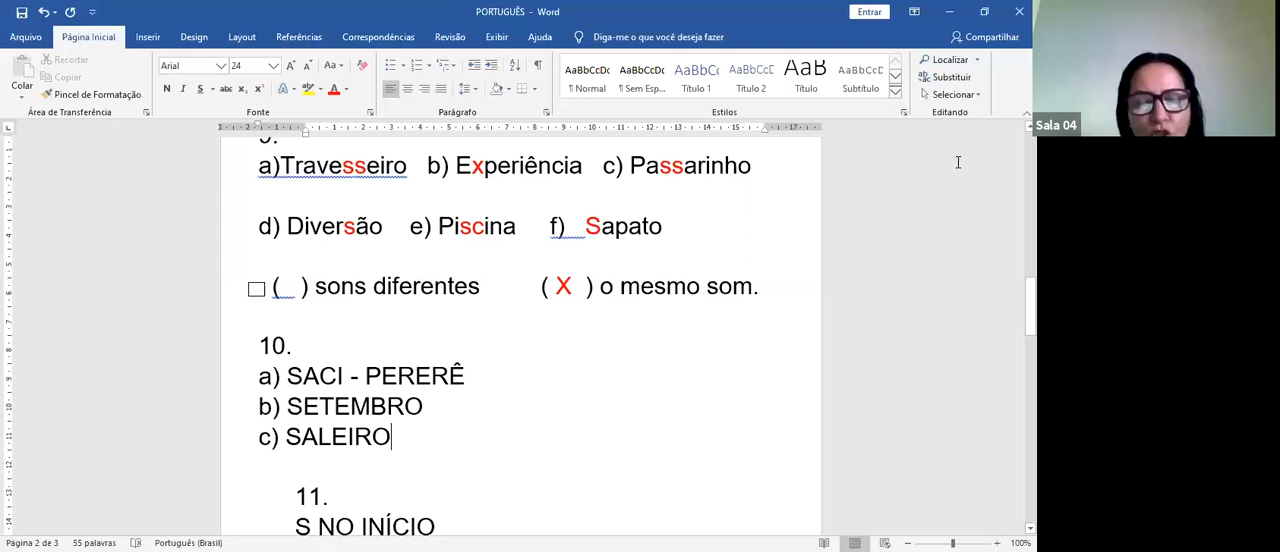 PORTUGUÊS - Word
Entrar
Arquivo Página Inicial Inserir Design Layout Referências Correspondências Revisão Exibir Ajuda Diga-me o que você deseja fazer Compartilhar
Colar
Recortar
Copiar
Pincel de Formatação
Área de Transferência
Arial 24
Fonte
Parágrafo
AaBbCcDc AaBbCcDc AaBbCcI AaBbCcD AaB AaBbCcD
¶ Normal ¶ Sem Esp... Título 1 Título 2 Título Subtítulo
Estilos
Localizar
Substituir
Selecionar
Editando
Sala 04
a)Travesseiro b) Experiência c) Passarinho
d) Diversão e) Piscina f) Sapato
( ) sons diferentes ( X ) o mesmo som.
10.
a) SACI - PERERÊ
b) SETEMBRO
c) SALEIRO
11.
S NO INÍCIO
Página 2 de 3 55 palavras Português (Brasil) 100%